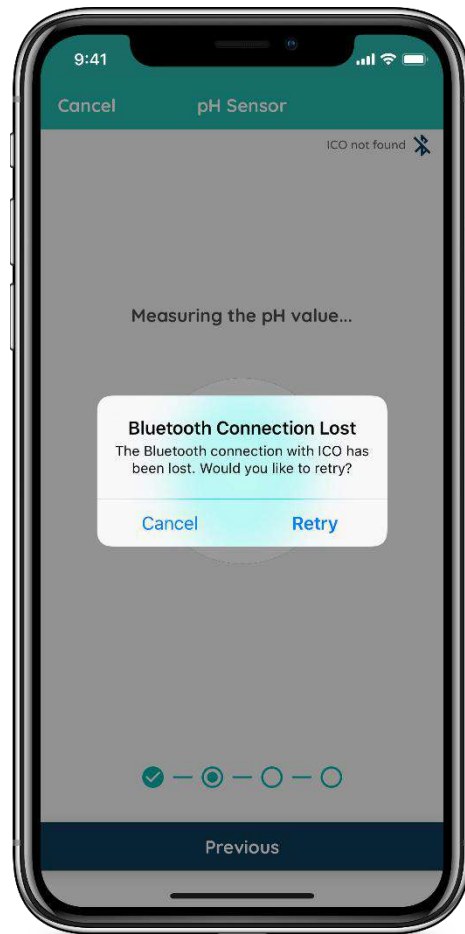 9:41
Cancel pH Sensor
ICO not found
Measuring the pH value...
Bluetooth Connection Lost
The Bluetooth connection with ICO has
been lost. Would you like to retry?
Cancel Retry
Previous